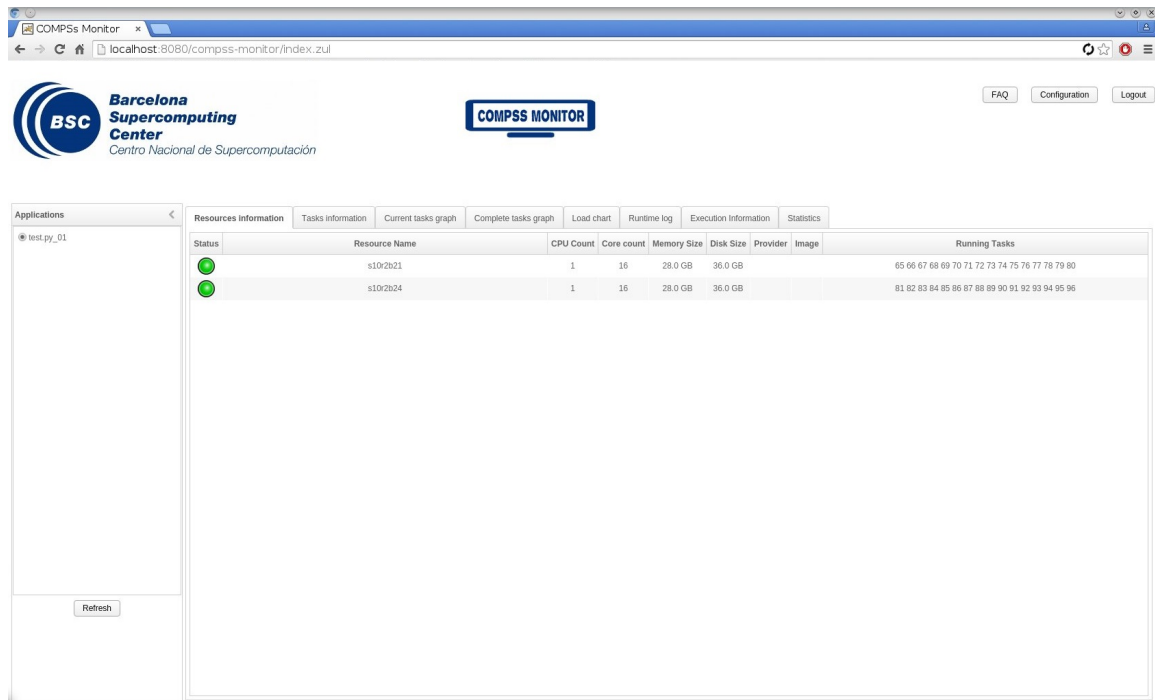 COMPSs Monitor
localhost:8080/compss-monitor/index.zul
BSC
Barcelona
Supercomputing
Center
Centro Nacional de Supercomputación
COMPSS MONITOR
FAQ Configuration Logout
Applications
test.py_01
Refresh
Resources information Tasks information Current tasks graph Complete tasks graph Load chart Runtime log Execution Information Statistics
Status Resource Name CPU Count Core count Memory Size Disk Size Provider Image Running Tasks
s10r2b21 1 16 28.0 GB 36.0 GB 65 66 67 68 69 70 71 72 73 74 75 76 77 78 79 80
s10r2b24 1 16 28.0 GB 36.0 GB 81 82 83 84 85 86 87 88 89 90 91 92 93 94 95 96